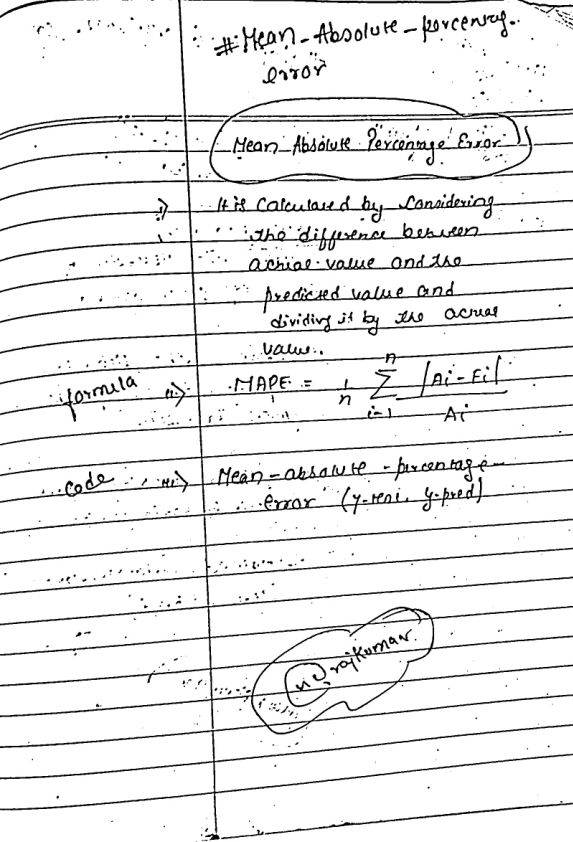 # Mean-Absolute-porcentag-
error
Mean Absolute Percentage Error
i) It is Calculated by Considering
the difference between
actual value and the
predicted value and
dividing it by the actual
value.
formula ii) MAPE = 1/n n Σ i=1 |Ai - Fi| / Ai
code iii) Mean-absolute-percentage-
error (y-test, y-pred)
rajkumar